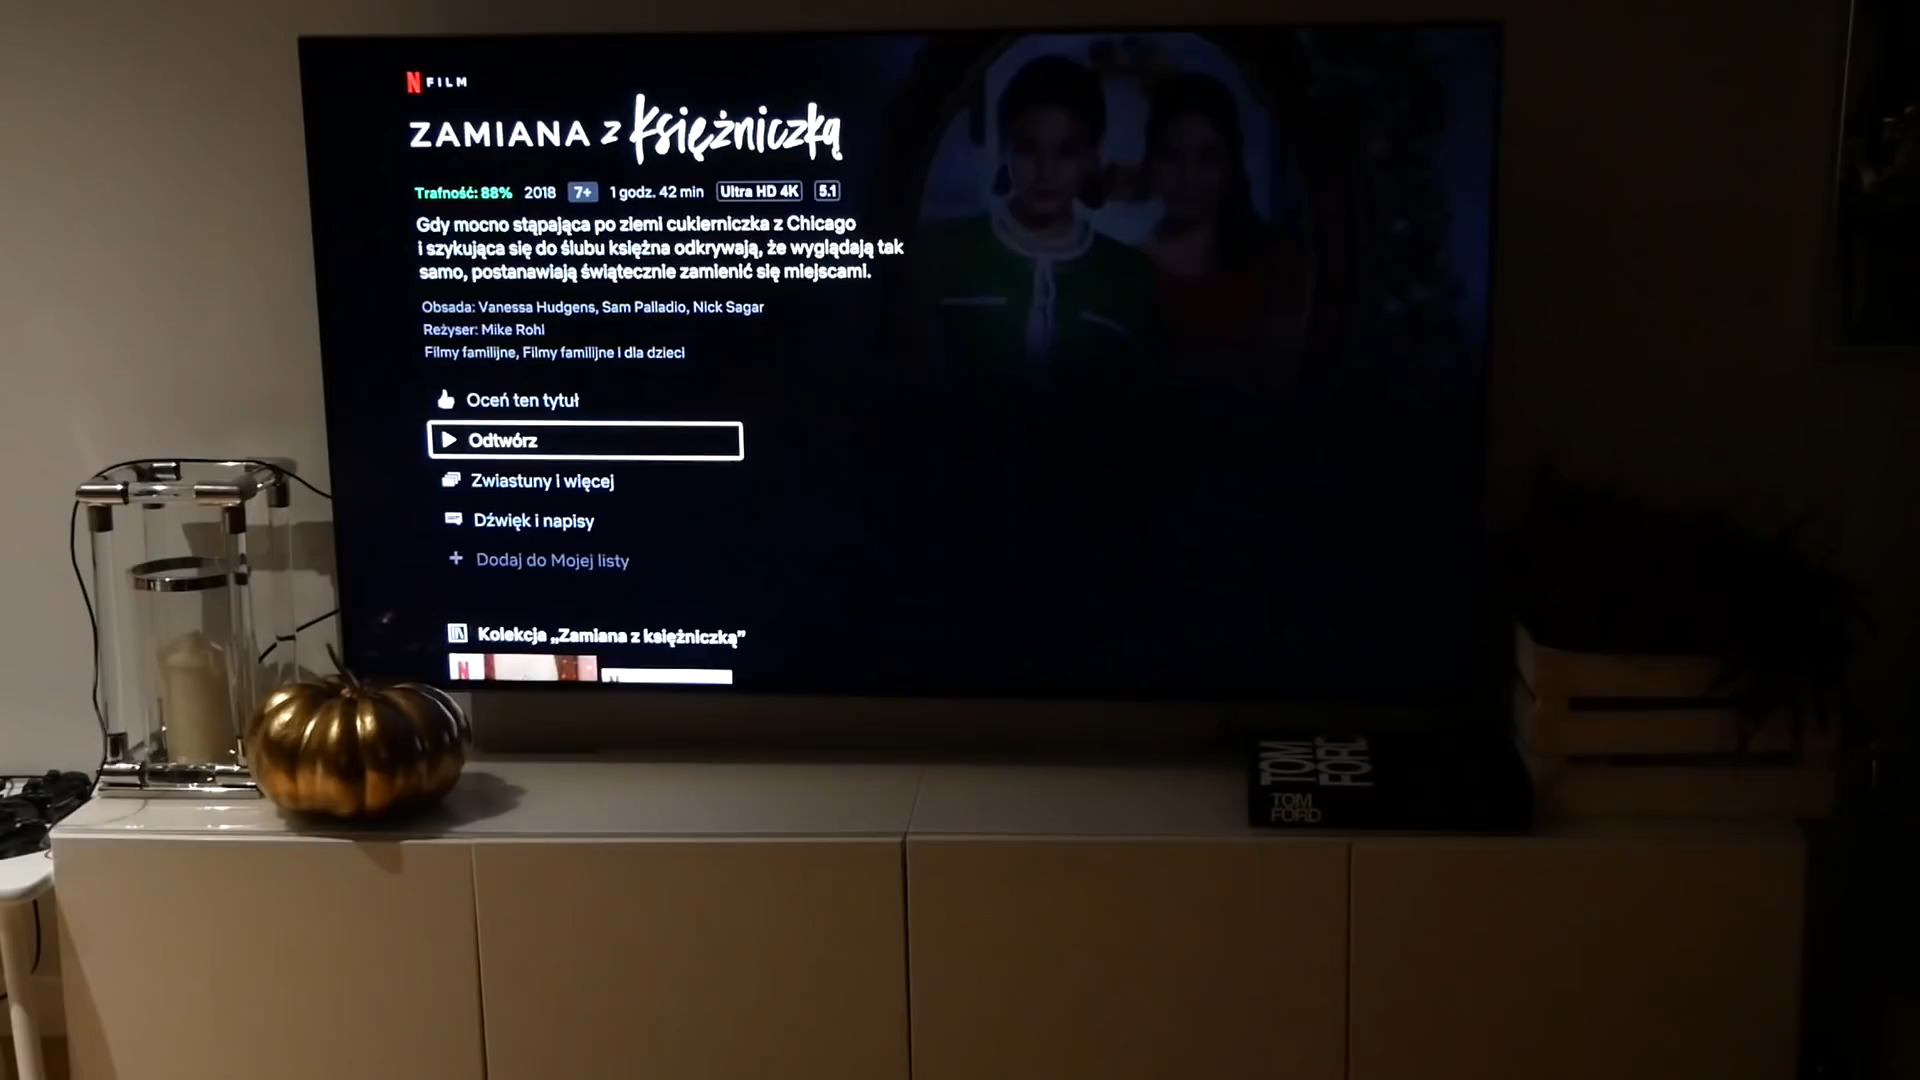 N FILM
ZAMIANA z księżniczką
Trafność: 88% 2018 7+ 1 godz. 42 min Ultra HD 4K 5.1
Gdy mocno stąpająca po ziemi cukierniczka z Chicago
i szykująca się do ślubu księżna odkrywają, że wyglądają tak
samo, postanawiają świątecznie zamienić się miejscami.
Obsada: Vanessa Hudgens, Sam Palladio, Nick Sagar
Reżyser: Mike Rohl
Filmy familijne, Filmy familijne i dla dzieci
Oceń ten tytuł
Odtwórz
Zwiastuny i więcej
Dźwięk i napisy
+ Dodaj do Mojej listy
Kolekcja „Zamiana z księżniczką”
N
TOM
FORD
TOM
FORD